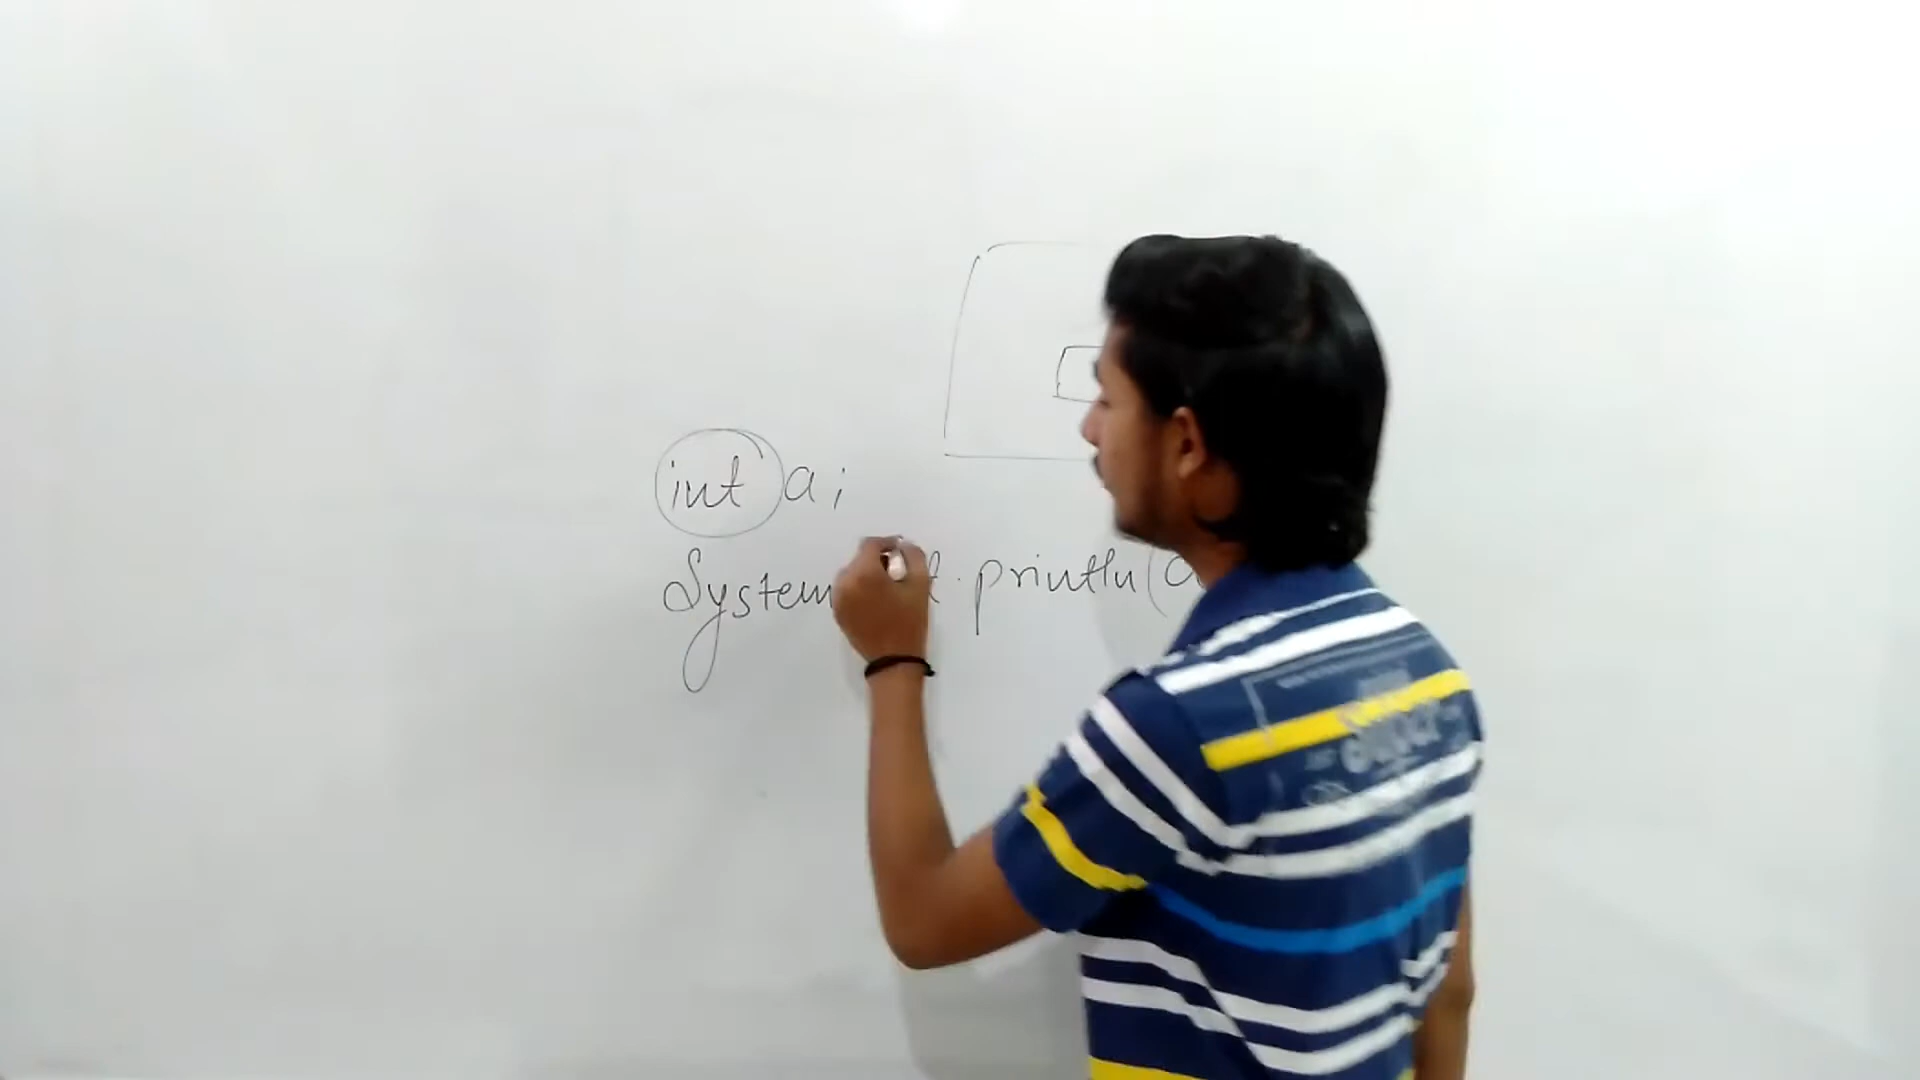 int a;
System t.println(a